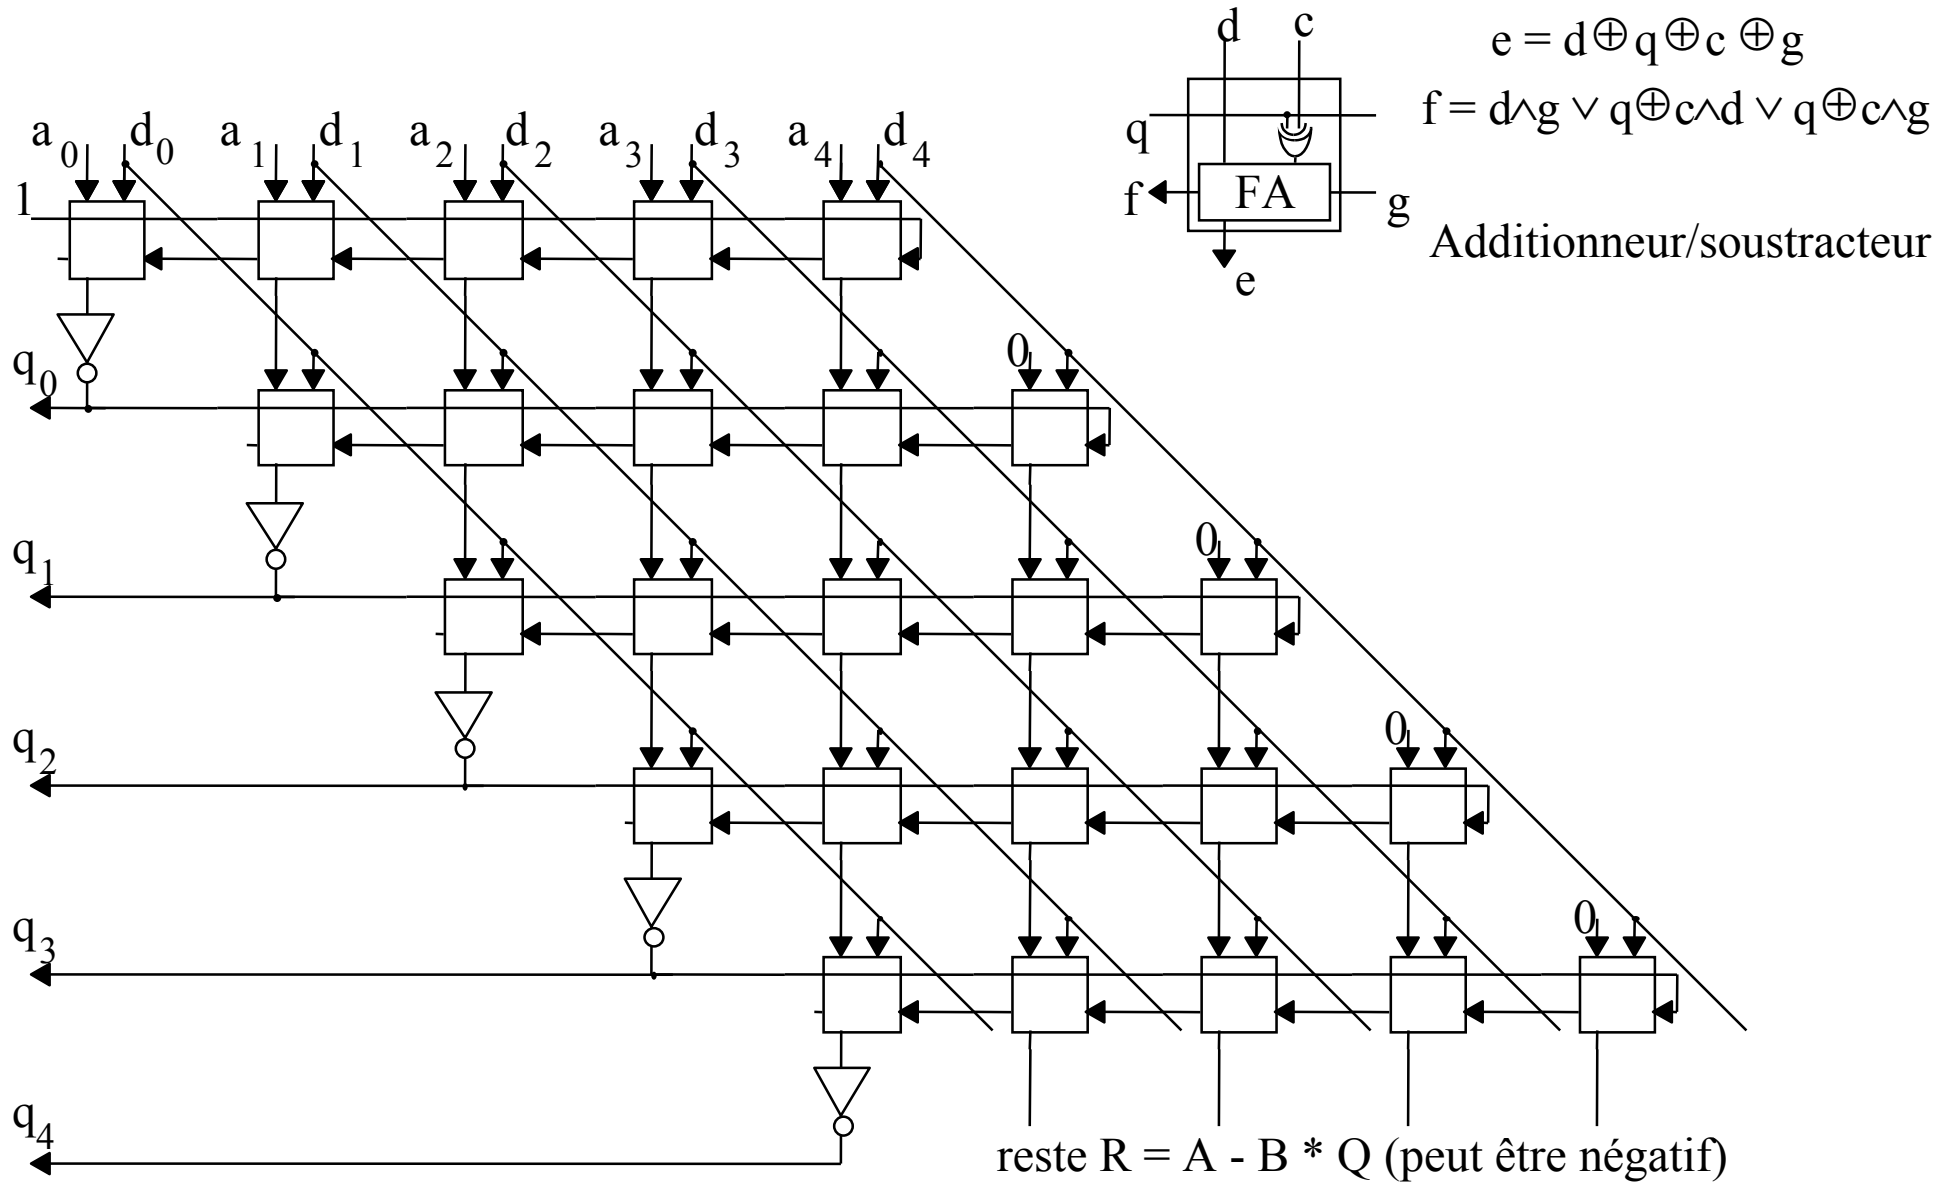 d c
e = d⊕q⊕c ⊕g
q
f = d∧g ∨ q⊕c∧d ∨ q⊕c∧g
f FA g
Additionneur/soustracteur
e
a0 d0 a1 d1 a2 d2 a3 d3 a4 d4
1
0
q0
0
q1
0
q2
0
q3
q4
reste R = A - B * Q (peut être négatif)